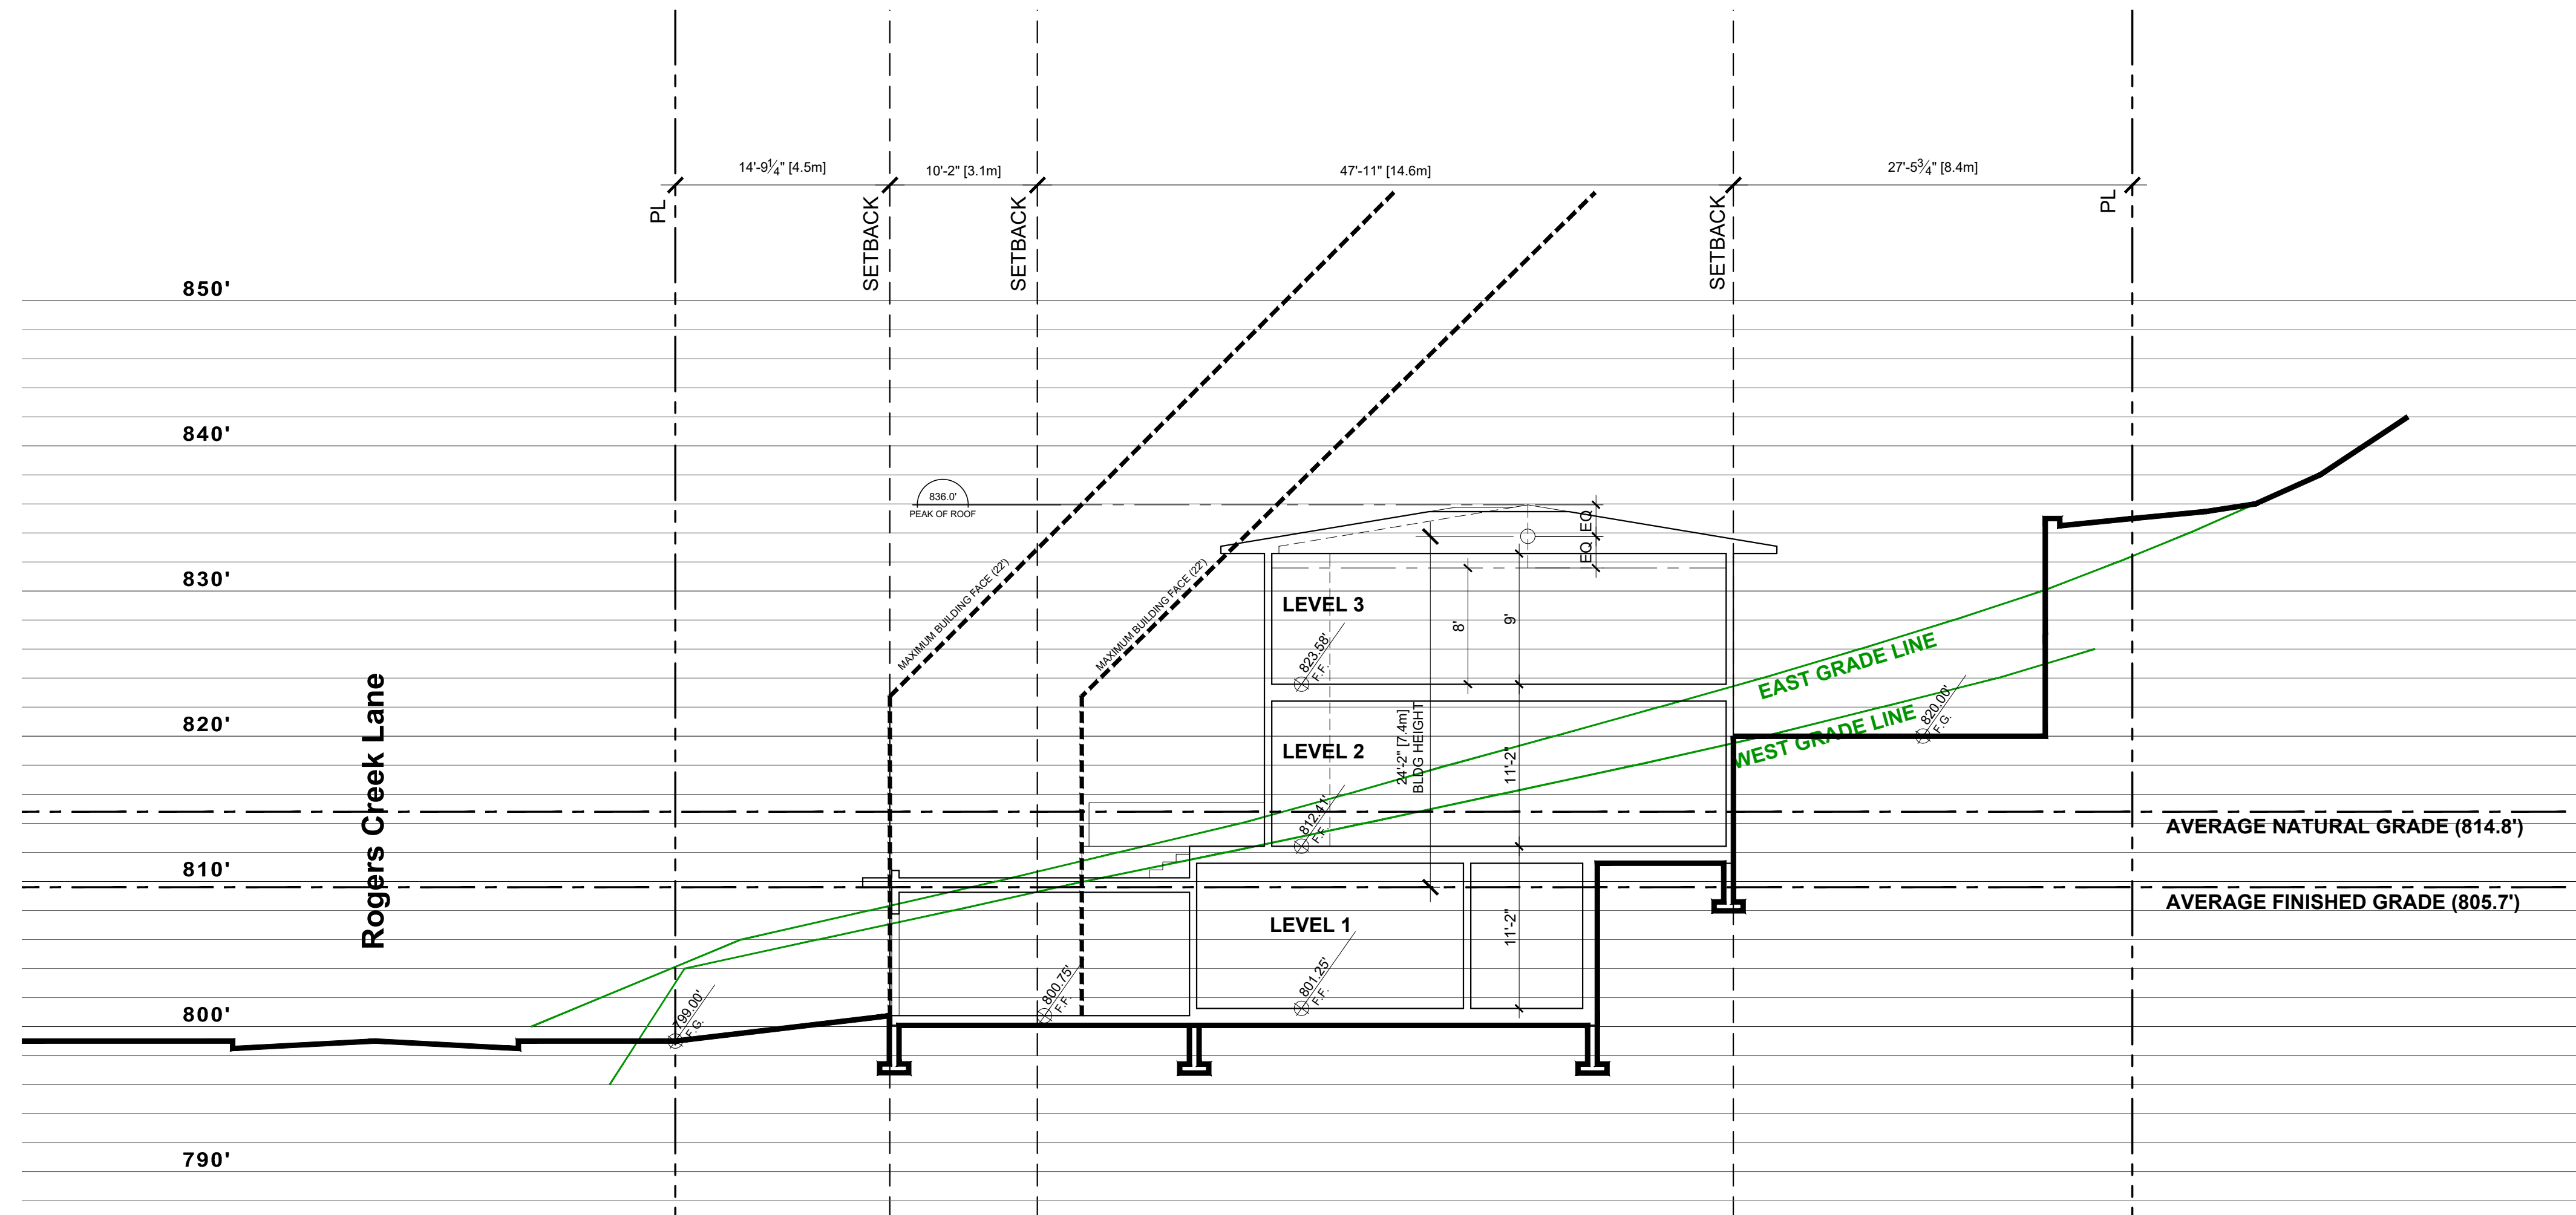 14'-9 1/4" [4.5m]
10'-2" [3.1m]
47'-11" [14.6m]
27'-5 3/4" [8.4m]
PL
SETBACK
SETBACK
SETBACK
PL
850'
840'
836.0'
PEAK OF ROOF
EQ
EQ
830'
MAXIMUM BUILDING FACE (22')
MAXIMUM BUILDING FACE (22')
LEVEL 3
8'
9'
823.58'
F.F.
EAST GRADE LINE
820'
Rogers Creek Lane
LEVEL 2
24'-2" [7.4m]
BLDG HEIGHT
11'-2"
WEST GRADE LINE
820.00'
F.G.
812.41'
F.F.
AVERAGE NATURAL GRADE (814.8')
810'
AVERAGE FINISHED GRADE (805.7')
LEVEL 1
11'-2"
800.75'
F.F.
801.25'
F.F.
800'
799.00'
F.G.
790'